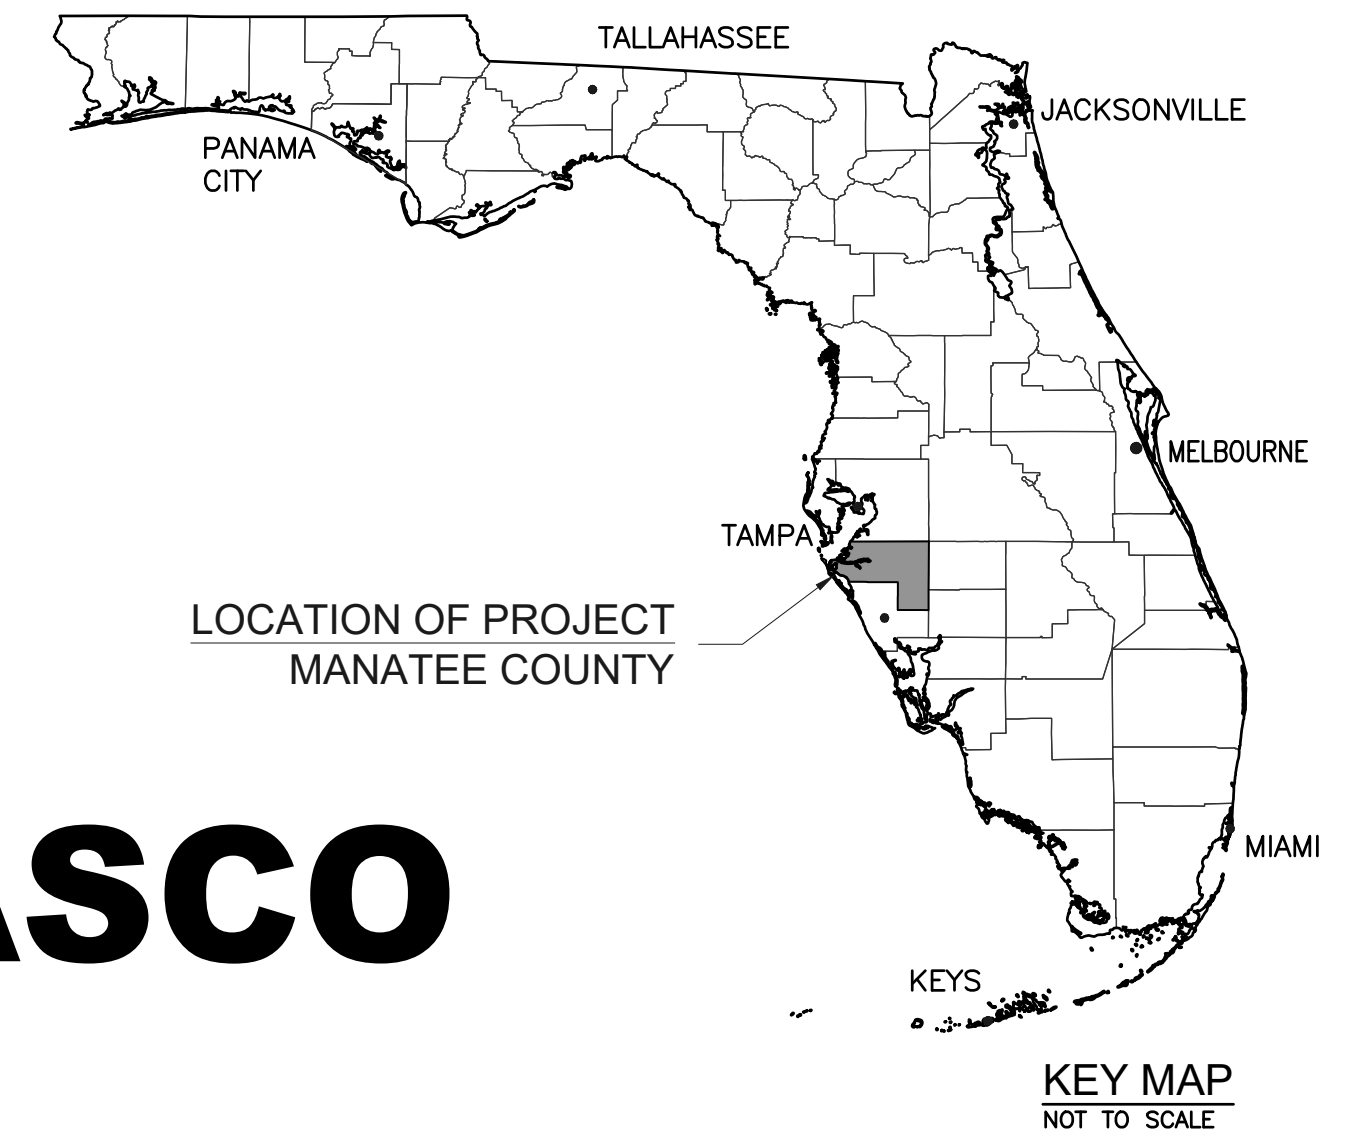 TALLAHASSEE
JACKSONVILLE
PANAMA
CITY
MELBOURNE
TAMPA
LOCATION OF PROJECT
MANATEE COUNTY
MIAMI
ASCO
KEYS
KEY MAP
NOT TO SCALE